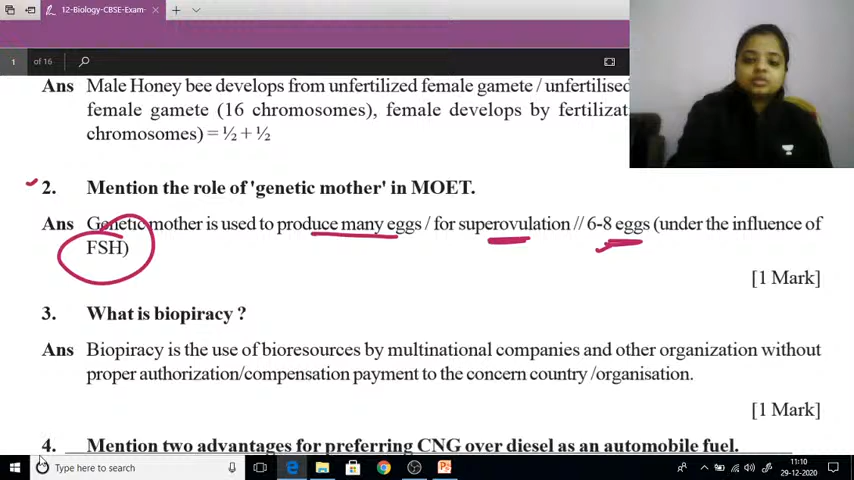 12-Biology-CBSE-Exam-
1 of 16
Ans Male Honey bee develops from unfertilized female gamete / unfertilised
female gamete (16 chromosomes), female develops by fertilizat
chromosomes) = ½ + ½
2. Mention the role of 'genetic mother' in MOET.
Ans Genetic mother is used to produce many eggs / for superovulation // 6-8 eggs (under the influence of
FSH)
[1 Mark]
3. What is biopiracy ?
Ans Biopiracy is the use of bioresources by multinational companies and other organization without
proper authorization/compensation payment to the concern country /organisation.
[1 Mark]
4. Mention two advantages for preferring CNG over diesel as an automobile fuel.
Type here to search
11:10
29-12-2020